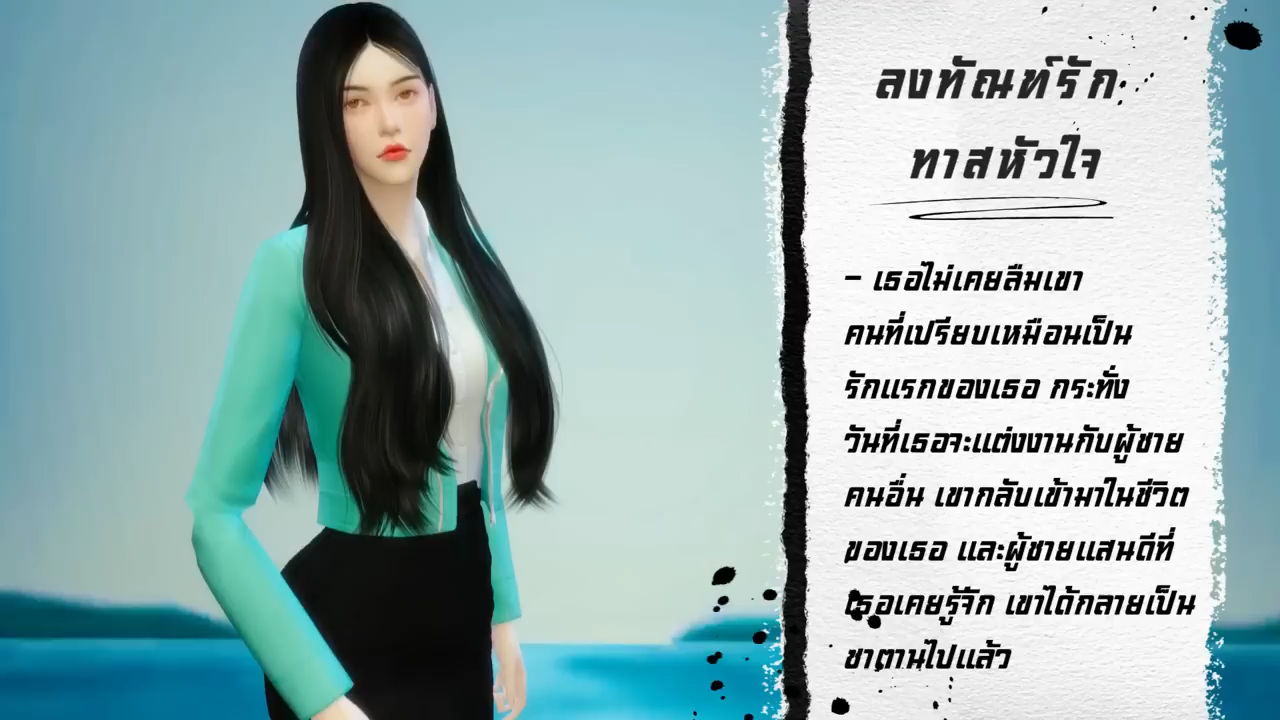 ลงทัณฑ์รัก
ทาสหัวใจ
- เธอไม่เคยลืมเขา
คนที่เปรียบเหมือนเป็น
รักแรกของเธอ กระทั่ง
วันที่เธอจะแต่งงานกับผู้ชาย
คนอื่น เขากลับเข้ามาในชีวิต
ของเธอ และผู้ชายแสนดีที่
เธอเคยรู้จัก เขาได้กลายเป็น
ซาตานไปแล้ว